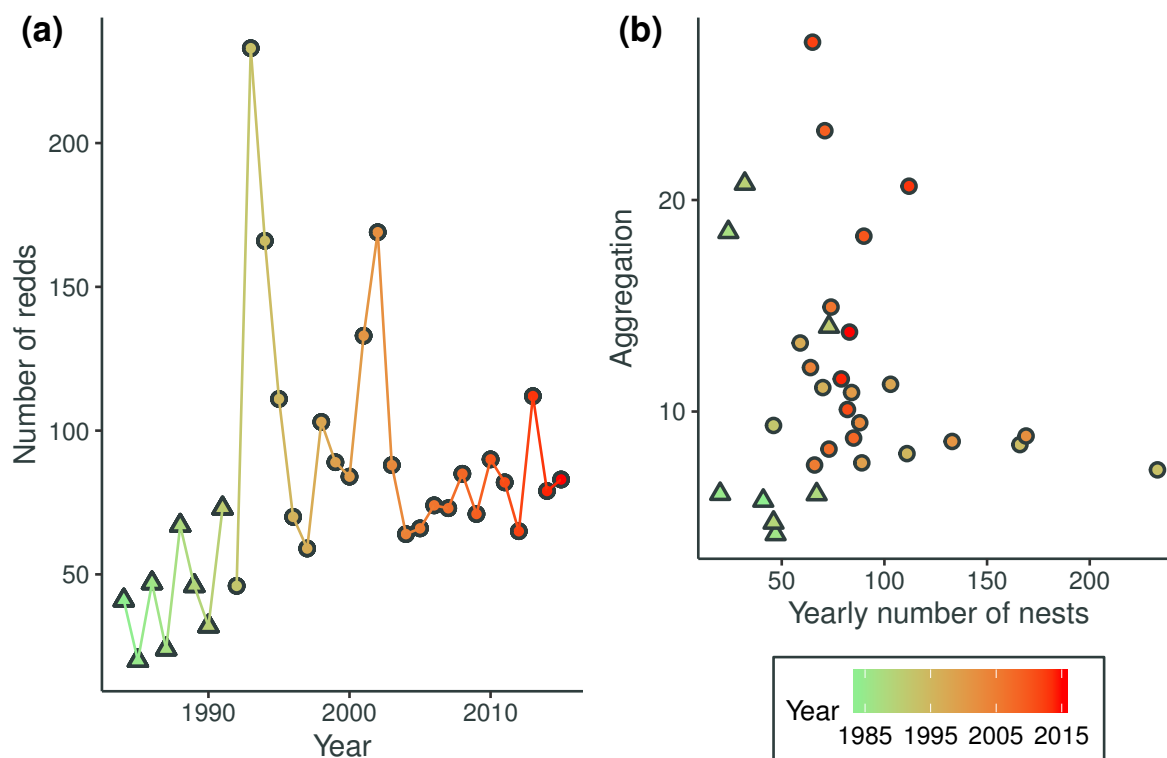 (a)
Number of redds
200
150
100
50
1990 2000 2010
Year
(b)
Aggregation
20
10
50 100 150 200
Yearly number of nests
Year
1985 1995 2005 2015